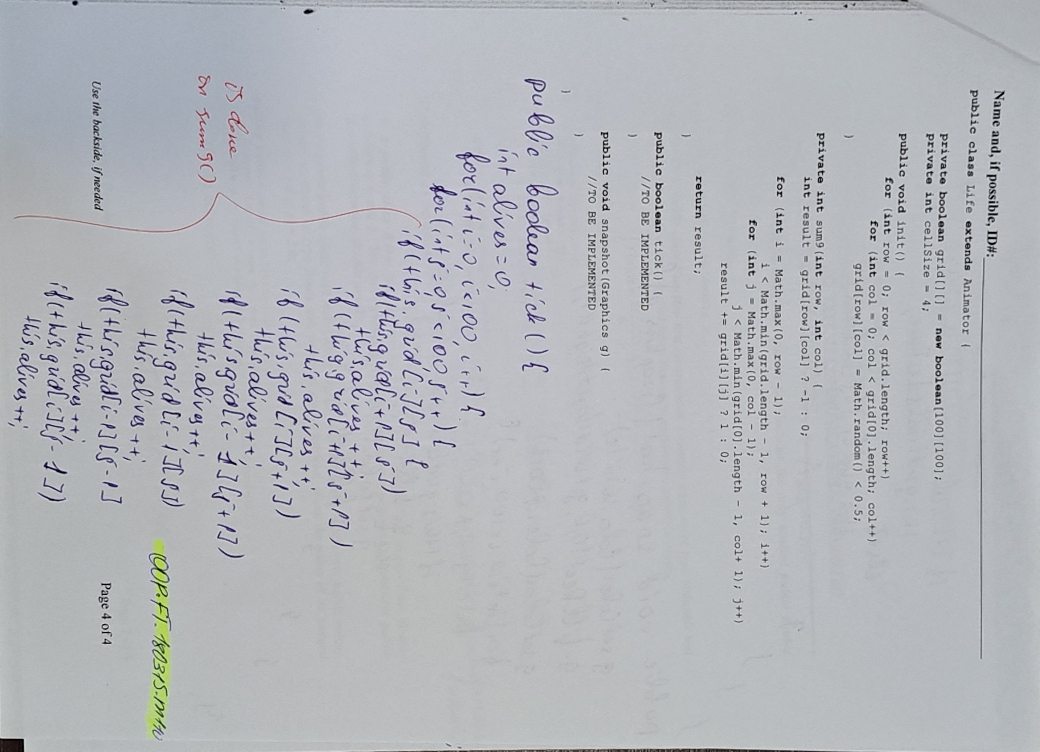 Name and, if possible, ID#:
public class Life extends Animator {
private boolean grid[][] = new boolean[100][100];
private int cellSize = 4;
public void init() {
for (int row = 0; row < grid.length; row++)
for (int col = 0; col < grid[0].length; col++)
grid[row][col] = Math.random() < 0.5;
}
private int sum9(int row, int col) {
int result = grid[row][col] ? -1 : 0;
for (int i = Math.max(0, row - 1);
i < Math.min(grid.length - 1, row + 1); i++)
for (int j = Math.max(0, col - 1);
j < Math.min(grid[0].length - 1, col+ 1); j++)
result += grid[i][j] ? 1 : 0;
return result;
}
public boolean tick() {
//TO BE IMPLEMENTED
}
public void snapshot(Graphics g) {
//TO BE IMPLEMENTED
}
}
public boolean tick(){
int alives=0;
for(int i=0, i<100, i++){
for(int j=0, j<100, j++){
if(this.grid[i][j] {
if(this.grid[i+1][j])
this.alives ++;
if(this.grid[i+1][j+1])
this.alives ++;
if(this.grid[i][j+1])
this.alives++;
if(this.grid[i-1][j+1])
is done
on sum9()
this.alives ++;
if(this.grid[i-1][j])
OOP.FT.180315.M10
this.alives ++;
if(this.grid[i-1][j-1]
Use the backside, if needed
Page 4 of 4
this.alives ++;
if(this.grid[i][j-1])
this.alives ++;